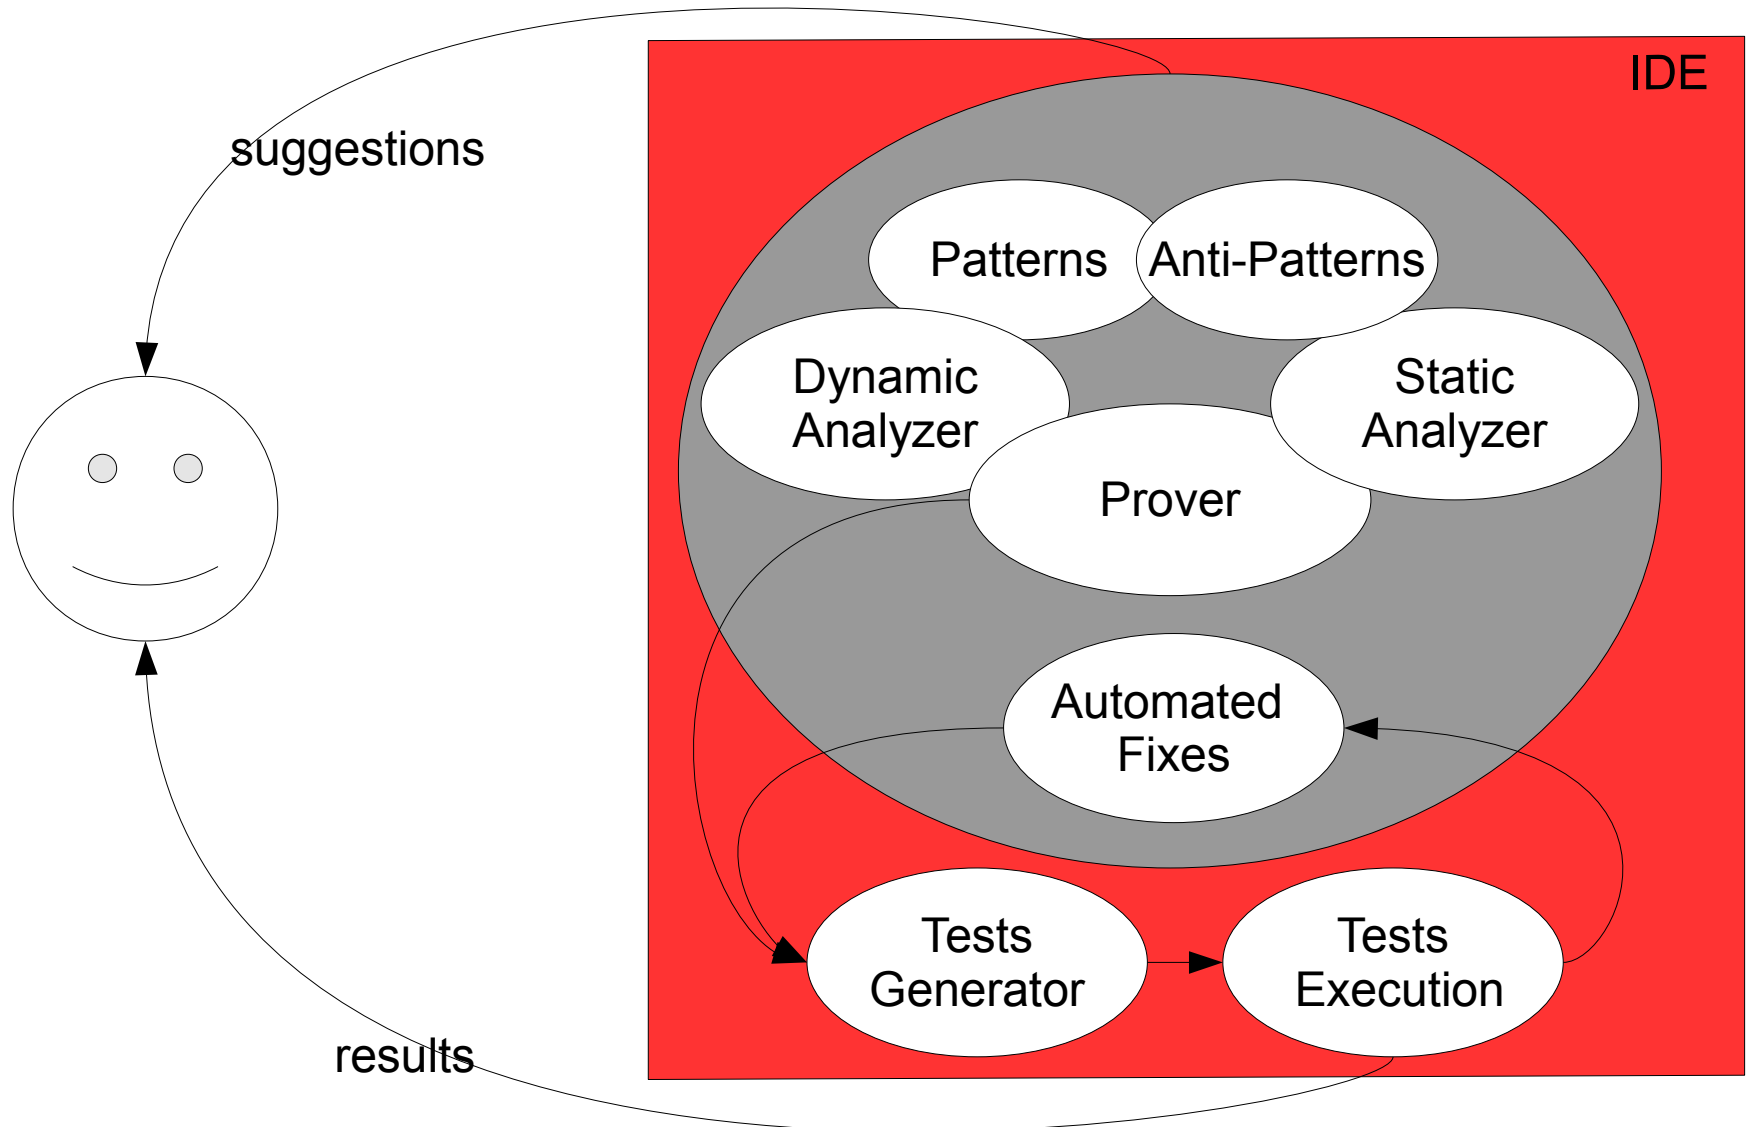 IDE
suggestions
Patterns
Anti-Patterns
Dynamic
Analyzer
Static
Analyzer
Prover
Automated
Fixes
Tests
Generator
Tests
Execution
results